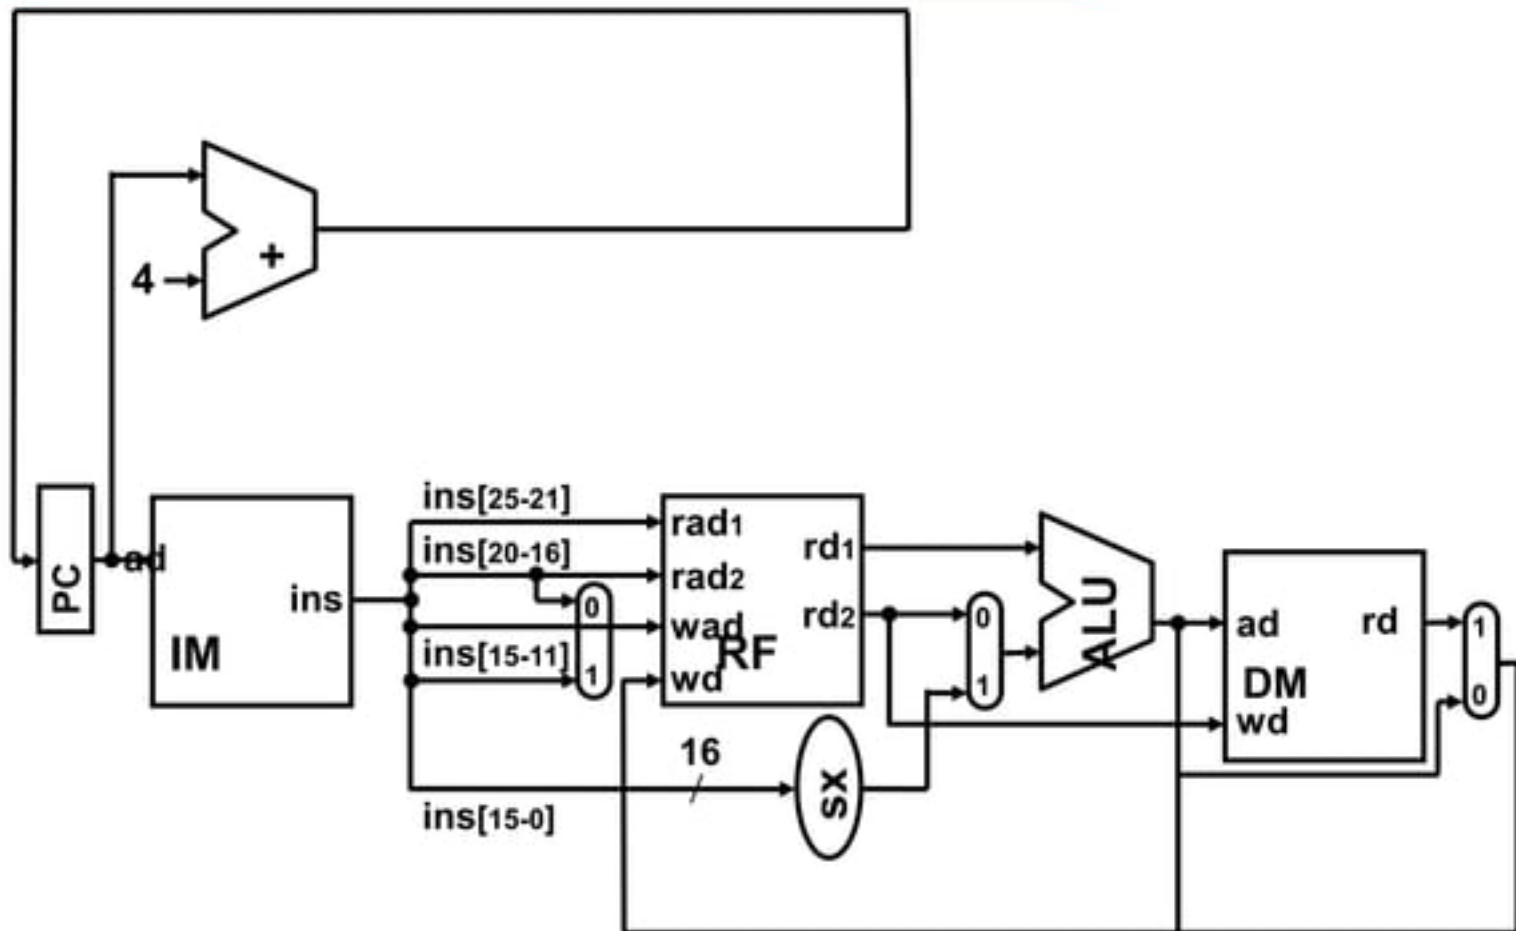 +
4
ins[25-21]
ins[20-16]
ins[15-11]
ins[15-0]
PC
ad
ins
IM
0
1
rad1
rad2
wad
wd
RF
rd1
rd2
16
sx
0
1
ALU
ad
rd
DM
wd
1
0